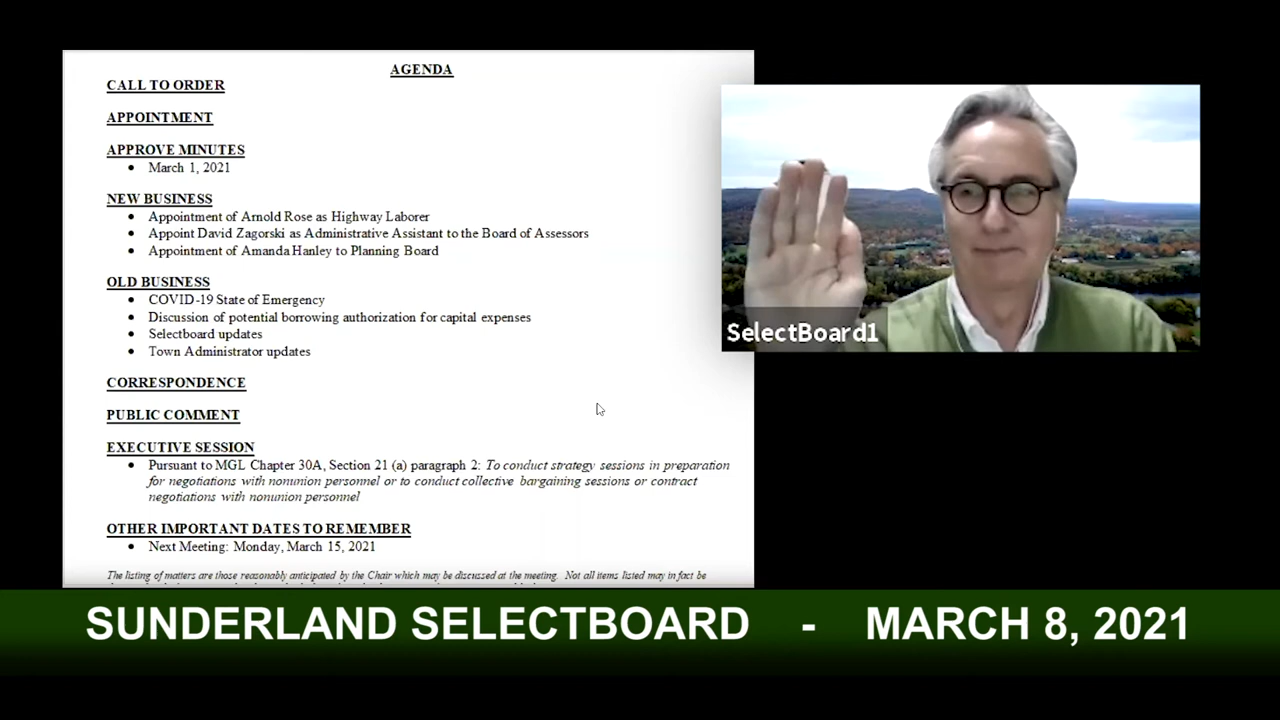 AGENDA
CALL TO ORDER
APPOINTMENT
APPROVE MINUTES
• March 1, 2021
NEW BUSINESS
• Appointment of Arnold Rose as Highway Laborer
• Appoint David Zagorski as Administrative Assistant to the Board of Assessors
• Appointment of Amanda Hanley to Planning Board
OLD BUSINESS
• COVID-19 State of Emergency
• Discussion of potential borrowing authorization for capital expenses
• Selectboard updates
• Town Administrator updates
CORRESPONDENCE
PUBLIC COMMENT
EXECUTIVE SESSION
• Pursuant to MGL Chapter 30A, Section 21 (a) paragraph 2: To conduct strategy sessions in preparation
for negotiations with nonunion personnel or to conduct collective bargaining sessions or contract
negotiations with nonunion personnel
OTHER IMPORTANT DATES TO REMEMBER
• Next Meeting: Monday, March 15, 2021
The listing of matters are those reasonably anticipated by the Chair which may be discussed at the meeting. Not all items listed may in fact be
SelectBoard1
SUNDERLAND SELECTBOARD - MARCH 8, 2021